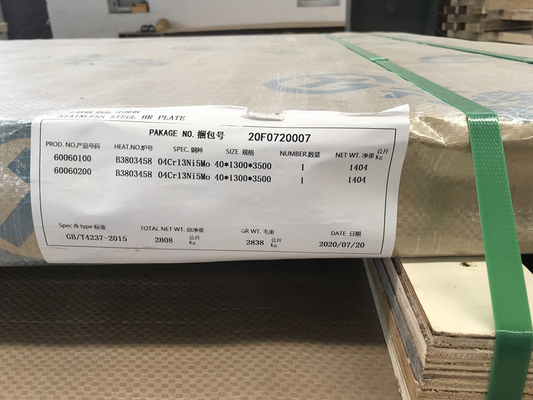 STAINLESS STEEL HR PLATE
PAKAGE NO.捆包号 20F0720007
PROD. NO.产品号码 HEAT.NO.炉号 SPEC. 钢种 SIZE 规格 NUMBER.数量 NET WT. 净重 公斤 Kg
60060100 B3803458 04Cr13Ni5Mo 40*1300*3500 1 1404
60060200 B3803458 04Cr13Ni5Mo 40*1300*3500 1 1404
Spec & type 标准 TOTAL NET WT. 总净重 公斤 Kg GR WT. 毛重 公斤 Kg DATE 日期
GB/T4237-2015 2808 2838 2020/07/20